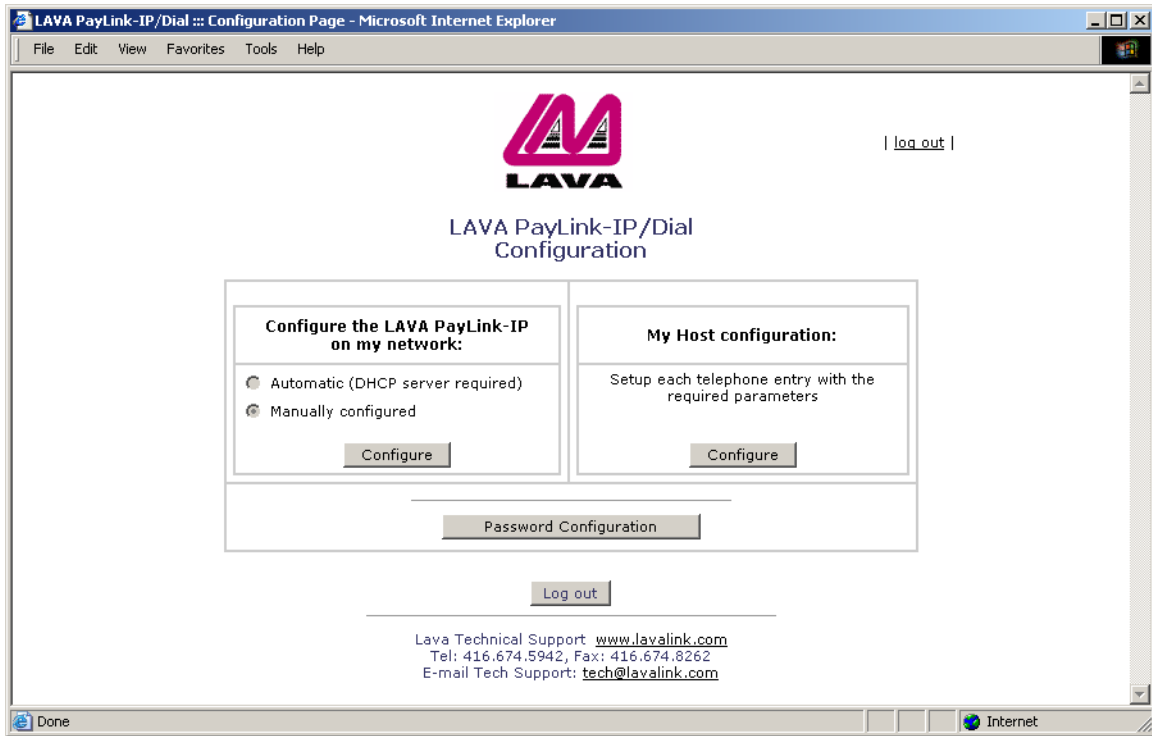 LAVA PayLink-IP/Dial ::: Configuration Page - Microsoft Internet Explorer
File Edit View Favorites Tools Help
LAVA
| log out |
LAVA PayLink-IP/Dial
Configuration
Configure the LAVA PayLink-IP
on my network:
Automatic (DHCP server required)
Manually configured
Configure
My Host configuration:
Setup each telephone entry with the
required parameters
Configure
Password Configuration
Log out
Lava Technical Support www.lavalink.com
Tel: 416.674.5942, Fax: 416.674.8262
E-mail Tech Support: tech@lavalink.com
Done
Internet